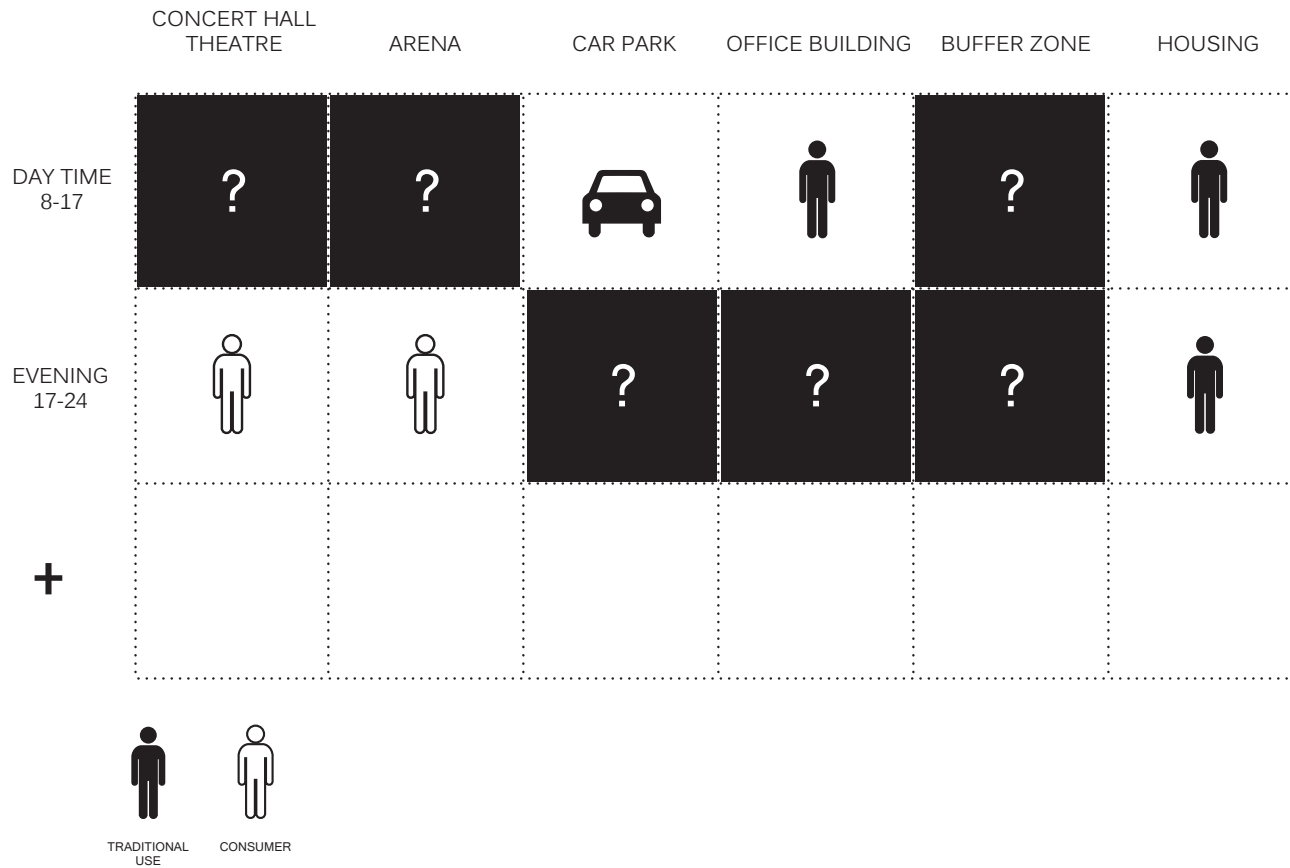 CONCERT HALL
THEATRE
ARENA
CAR PARK
OFFICE BUILDING
BUFFER ZONE
HOUSING
DAY TIME
8-17
?
?
?
EVENING
17-24
?
?
?
+
TRADITIONAL
USE
CONSUMER